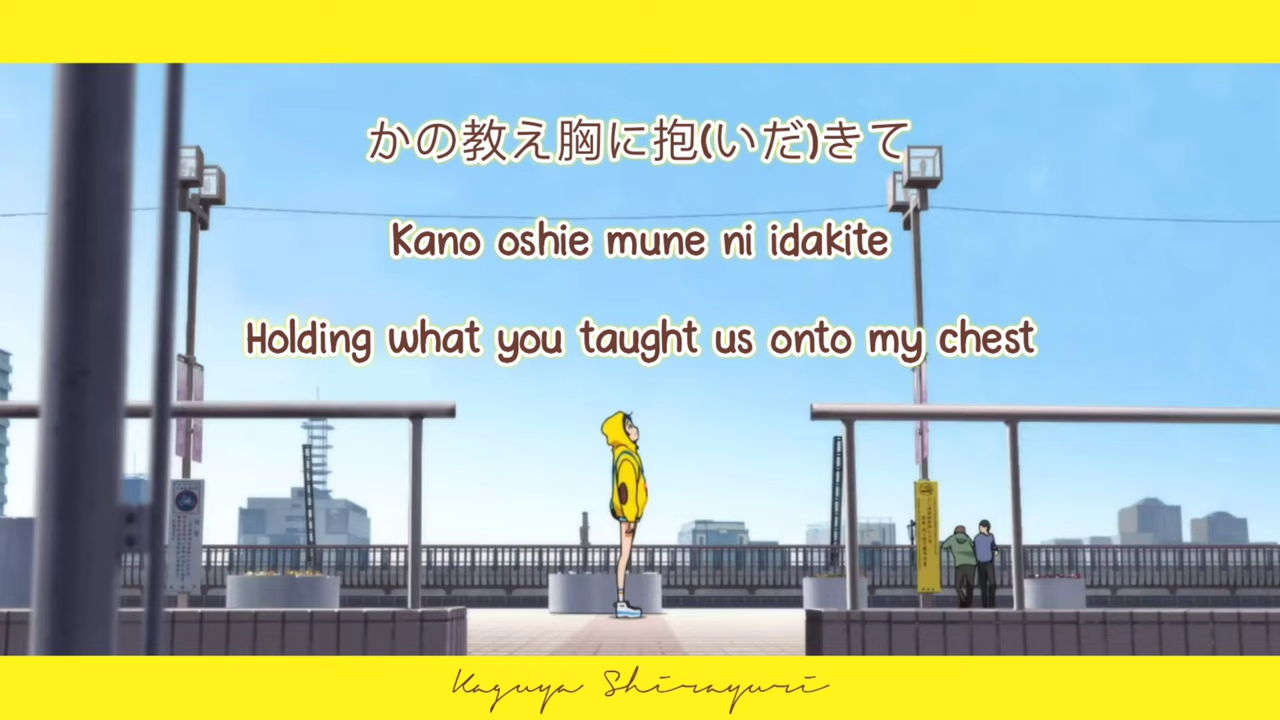 かの教え胸に抱(いだ)きて
Kano oshie mune ni idakite
Holding what you taught us onto my chest
Kaguya Shirayuri